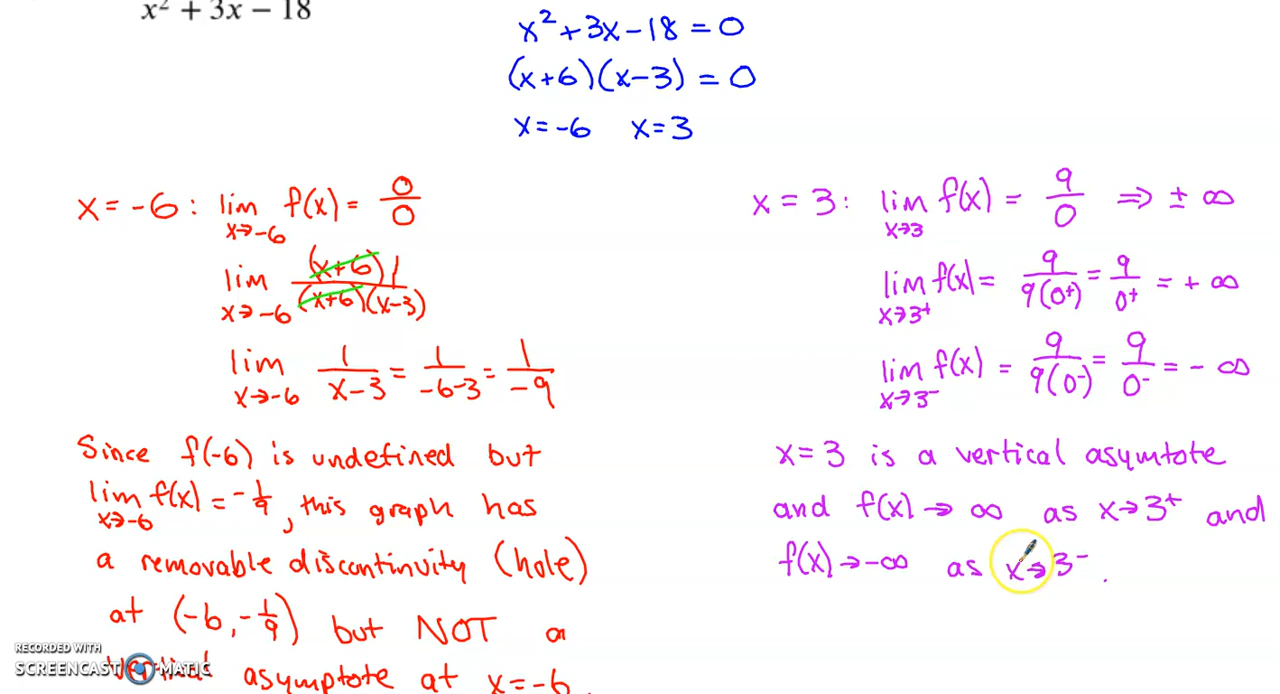 x² + 3x − 18
x² + 3x − 18 = 0
(x+6)(x−3) = 0
x = −6 x = 3
x = −6 : lim x→−6 f(x) = 0/0
lim x→−6 (x+6)1/(x+6)(x−3)
lim x→−6 1/(x−3) = 1/(−6−3) = 1/−9
Since f(−6) is undefined but
lim x→−6 f(x) = −1/9, this graph has
a removable discontinuity (hole)
at (−6, −1/9) but NOT a
vertical asymptote at x = −6.
x = 3 : lim x→3 f(x) = 9/0 ⇒ ± ∞
lim x→3⁺ f(x) = 9/9(0⁺) = 9/0⁺ = + ∞
lim x→3⁻ f(x) = 9/9(0⁻) = 9/0⁻ = − ∞
x = 3 is a vertical asymtote
and f(x) → ∞ as x→3⁺ and
f(x) → −∞ as x→3⁻.
RECORDED WITH
SCREENCAST MATIC